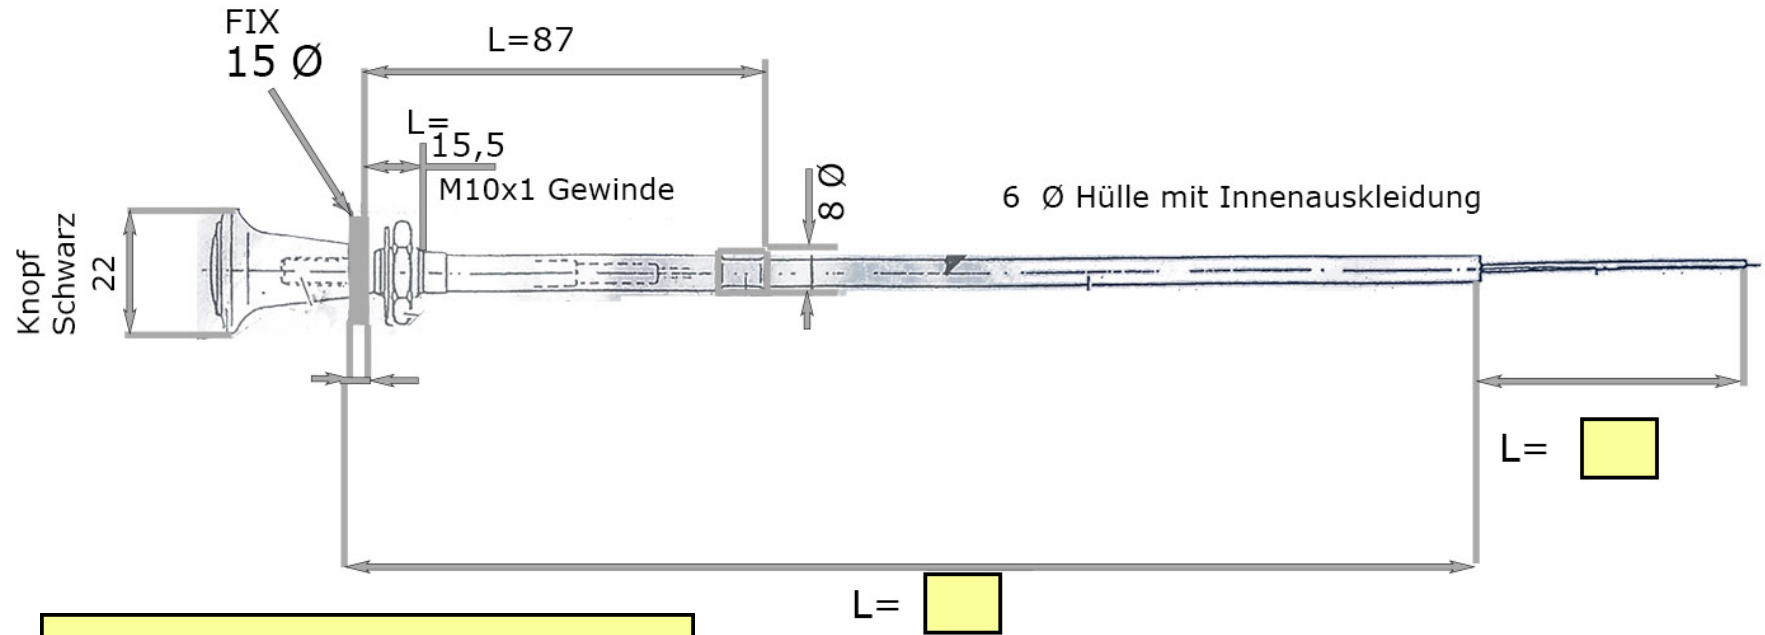 FIX
15 Ø
L=87
L=
15,5
M10x1 Gewinde
8 Ø
6 Ø Hülle mit Innenauskleidung
Knopf
Schwarz
22
L=
L=